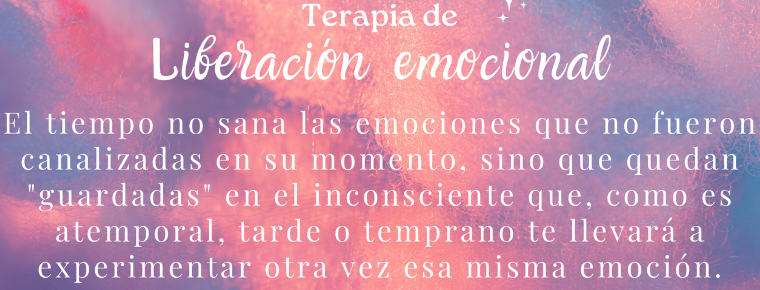 Terapia de
Liberación emocional
El tiempo no sana las emociones que no fueron
canalizadas en su momento, sino que quedan
"guardadas" en el inconsciente que, como es
atemporal, tarde o temprano te llevará a
experimentar otra vez esa misma emoción.